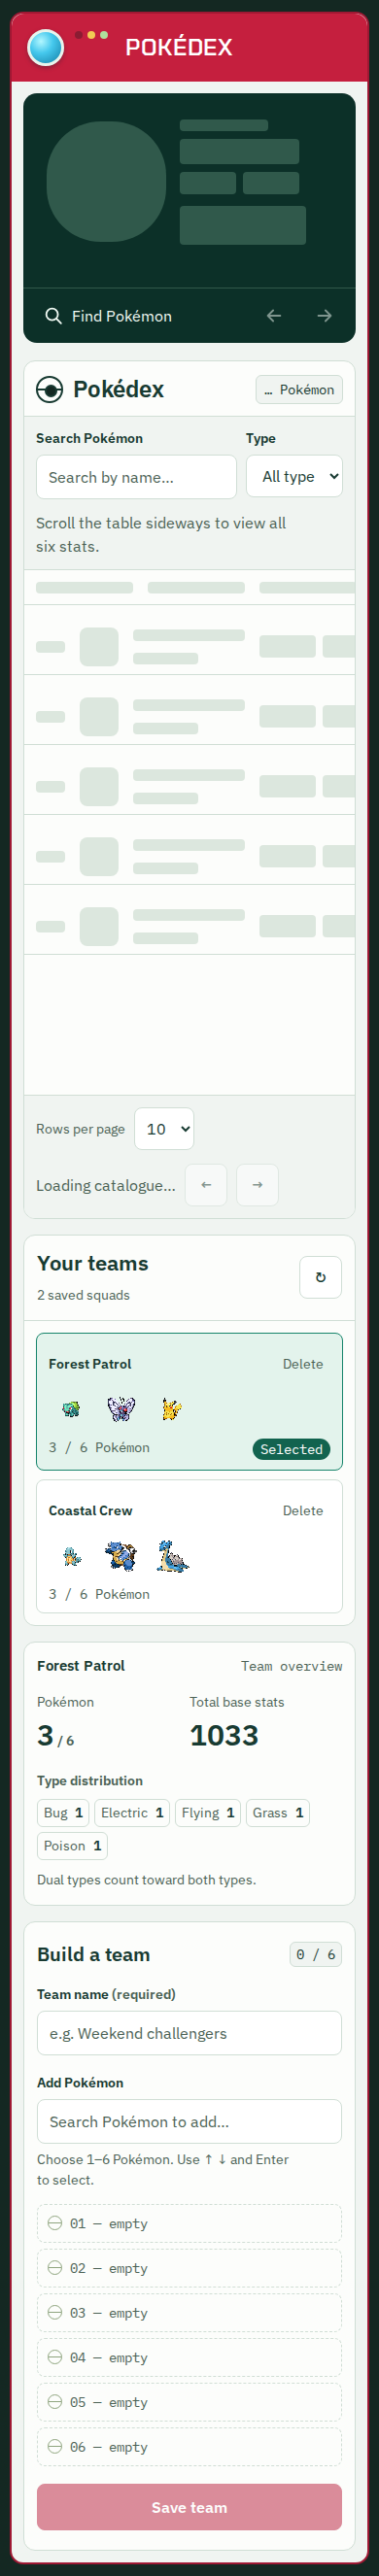 POKÉDEX
Find Pokémon ← →
Pokédex … Pokémon
Search Pokémon Type
Search by name… All type
Scroll the table sideways to view all
six stats.
Rows per page 10
Loading catalogue… ← →
Your teams
2 saved squads ↻
Forest Patrol Delete
3 / 6 Pokémon Selected
Coastal Crew Delete
3 / 6 Pokémon
Forest Patrol Team overview
Pokémon Total base stats
3 / 6 1033
Type distribution
Bug 1 Electric 1 Flying 1 Grass 1
Poison 1
Dual types count toward both types.
Build a team 0 / 6
Team name (required)
e.g. Weekend challengers
Add Pokémon
Search Pokémon to add…
Choose 1–6 Pokémon. Use ↑ ↓ and Enter
to select.
01 — empty
02 — empty
03 — empty
04 — empty
05 — empty
06 — empty
Save team